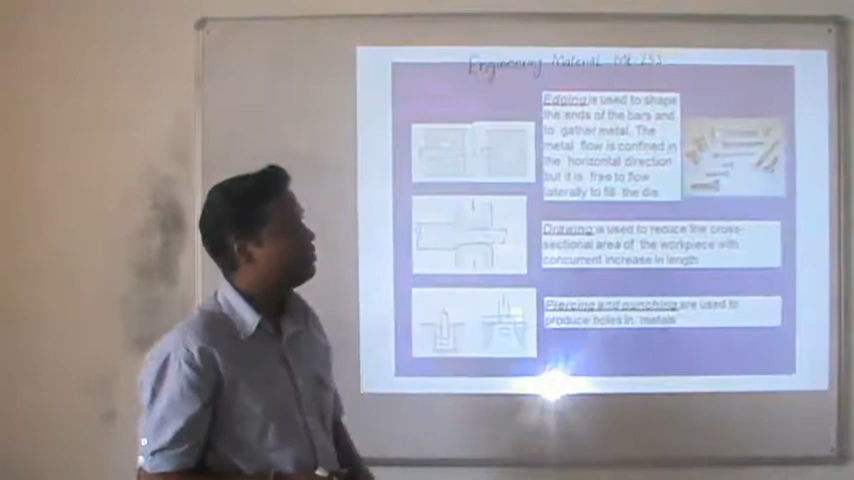 Engineering Material ME 253
Edging is used to shape
the ends of the bars and
to gather metal. The
metal flow is confined in
the horizontal direction
but it is free to flow
laterally to fill the die
Drawing is used to reduce the cross-
sectional area of the workpiece with
concurrent increase in length
Piercing and punching are used to
produce holes in metals